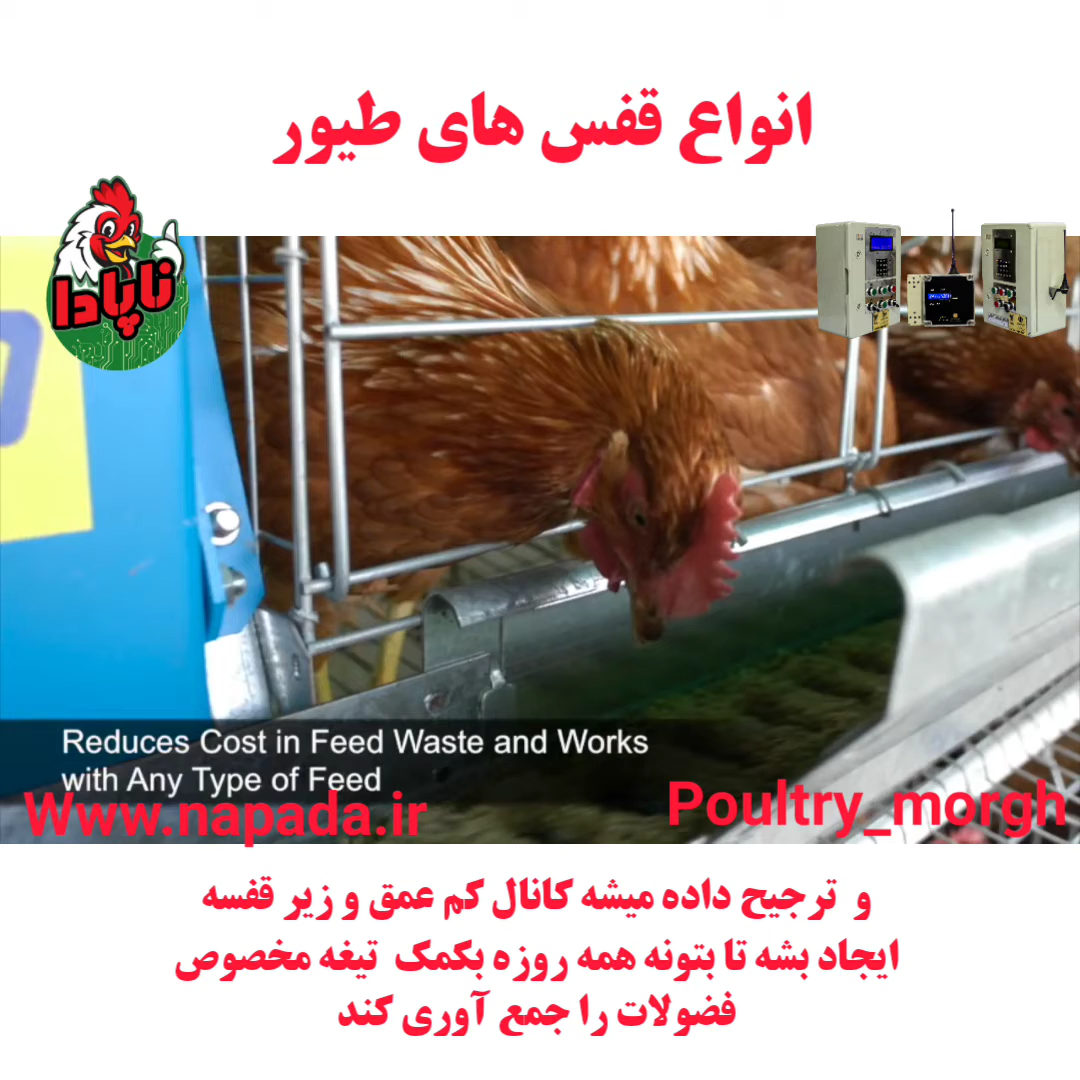 انواع قفس های طیور
ناپادا
Reduces Cost in Feed Waste and Works
with Any Type of Feed
Www.napada.ir
Poultry_morgh
و ترجیح داده میشه کانال کم عمق و زیر قفسه
ایجاد بشه تا بتونه همه روزه بکمک تیغه مخصوص
فضولات را جمع آوری کند